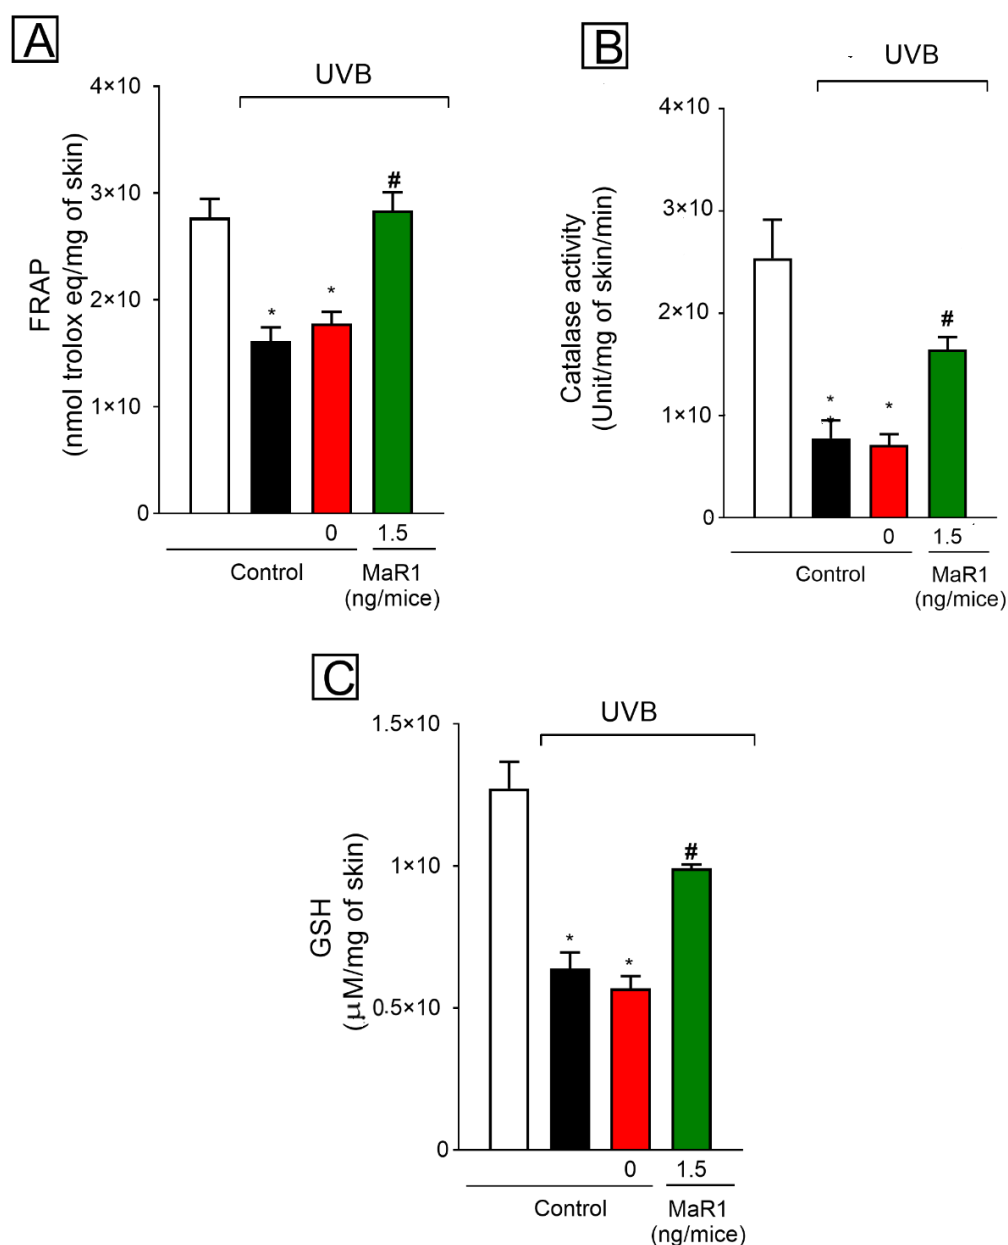 A
UVB
FRAP
(nmol trolox eq/mg of skin)
4×10
3×10
2×10
1×10
0
#
*
*
0
1.5
Control
MaR1
(ng/mice)
B
UVB
Catalase activity
(Unit/mg of skin/min)
4×10
3×10
2×10
1×10
0
#
*
*
*
0
1.5
Control
MaR1
(ng/mice)
C
UVB
GSH
(μM/mg of skin)
1.5×10
1×10
0.5×10
0
#
*
*
0
1.5
Control
MaR1
(ng/mice)